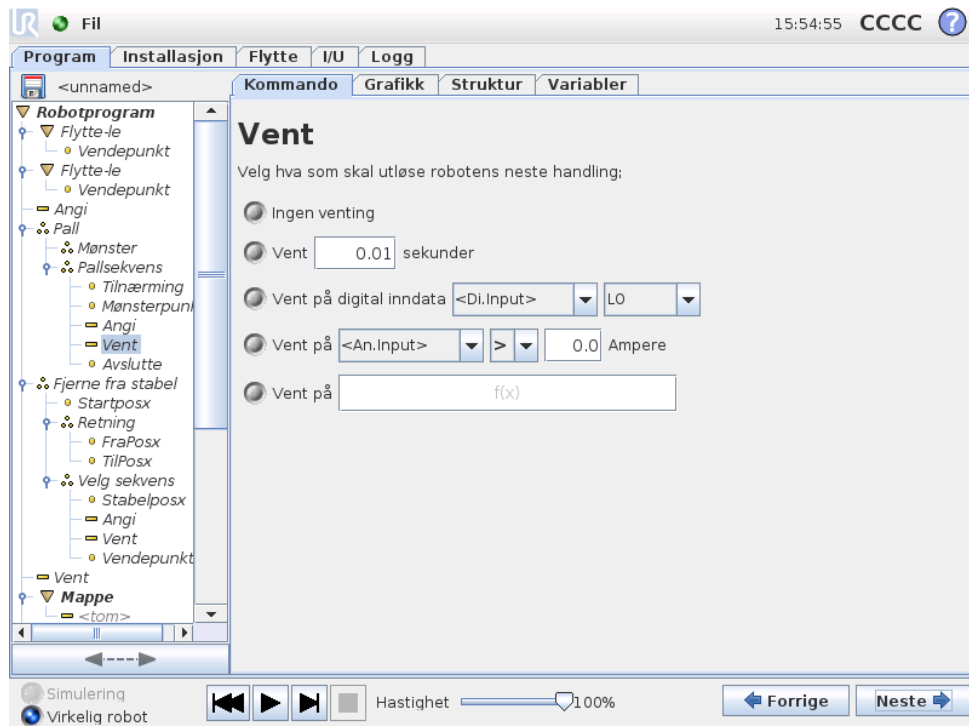 UR Fil 15:54:55 CCCC ?
Program Installasjon Flytte I/U Logg
<unnamed>
Kommando Grafikk Struktur Variabler
Robotprogram
Flytte-le
Vendepunkt
Flytte-le
Vendepunkt
Angi
Pall
Mønster
Pallsekvens
Tilnærming
Mønsterpun
Angi
Vent
Avslutte
Fjerne fra stabel
Startposx
Retning
FraPosx
TilPosx
Velg sekvens
Stabelposx
Angi
Vent
Vendepunkt
Vent
Mappe
<tom>
Vent
Velg hva som skal utløse robotens neste handling;
Ingen venting
Vent 0.01 sekunder
Vent på digital inndata <Di.Input> LO
Vent på <An.Input> > 0.0 Ampere
Vent på f(x)
Simulering
Virkelig robot
Hastighet 100%
Forrige Neste